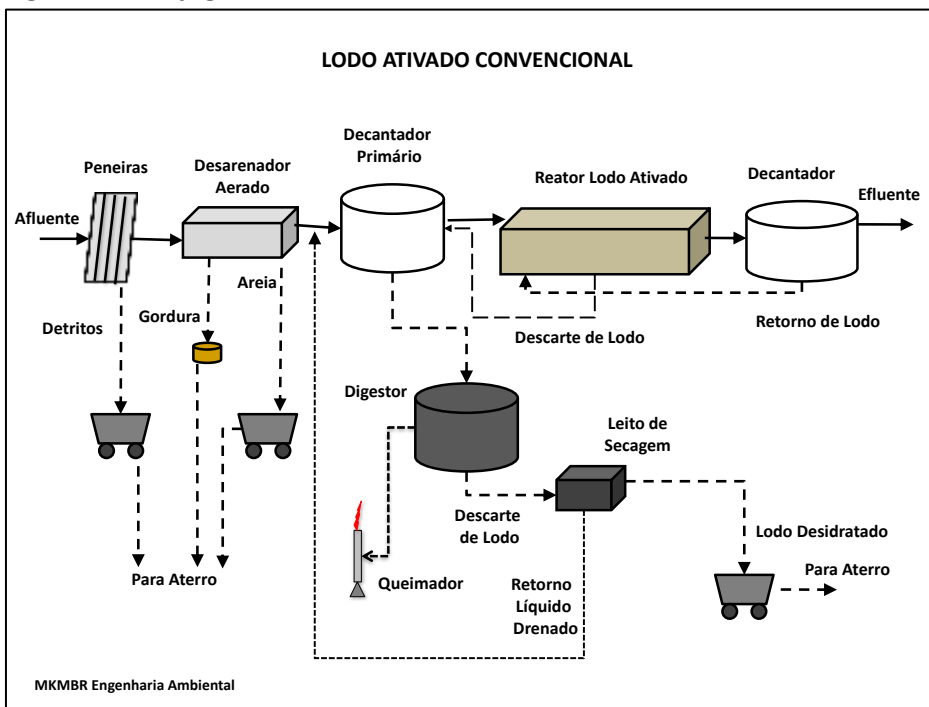 LODO ATIVADO CONVENCIONAL
Peneiras
Desarenador
Aerado
Decantador
Primário
Reator Lodo Ativado
Decantador
Efluente
Afluente
Detritos
Gordura
Areia
Descarte de Lodo
Retorno de Lodo
Digestor
Leito de
Secagem
Descarte
de Lodo
Lodo Desidratado
Para Aterro
Queimador
Para Aterro
Retorno
Líquido
Drenado
MKMBR Engenharia Ambiental